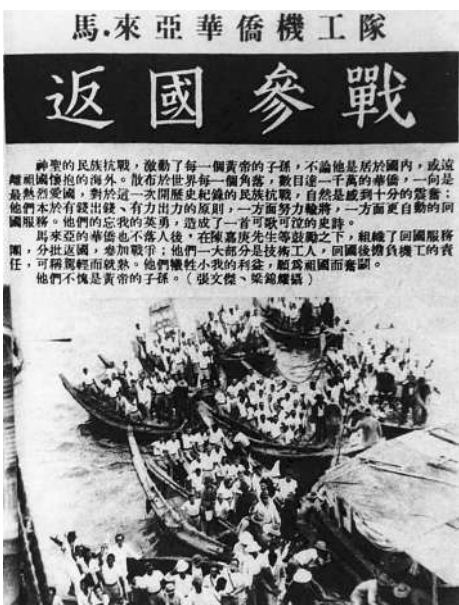 馬．來亞華僑機工隊
返國參戰
神聖的民族抗戰，激動了每一個黃帝的子孫，不論他是居於國內，或遠
離祖國懷抱的海外。散布於世界每一個角落，數目達一千萬的華僑，一向是
最熱烈愛國，對於這一次開歷史紀錄的民族抗戰，自然是感到十分的震奮；
他們本於有錢出錢、有力出力的原則，一方面努力輸將，一方面更自動的回
國服務。他們的忘我的英勇，造成了一首可歌可泣的史詩。
馬來亞的華僑也不落人後，在陳嘉庚先生等鼓勵之下，組織了回國服務
團，分批返國，參加戰爭；他們一大部分是技術工人，回國後擔負機工的責
任，可稱駕輕而就熟。他們犧牲小我的利益，願爲祖國而奮鬪。
他們不愧是黃帝的子孫。（張文傑、梁錦耀攝）